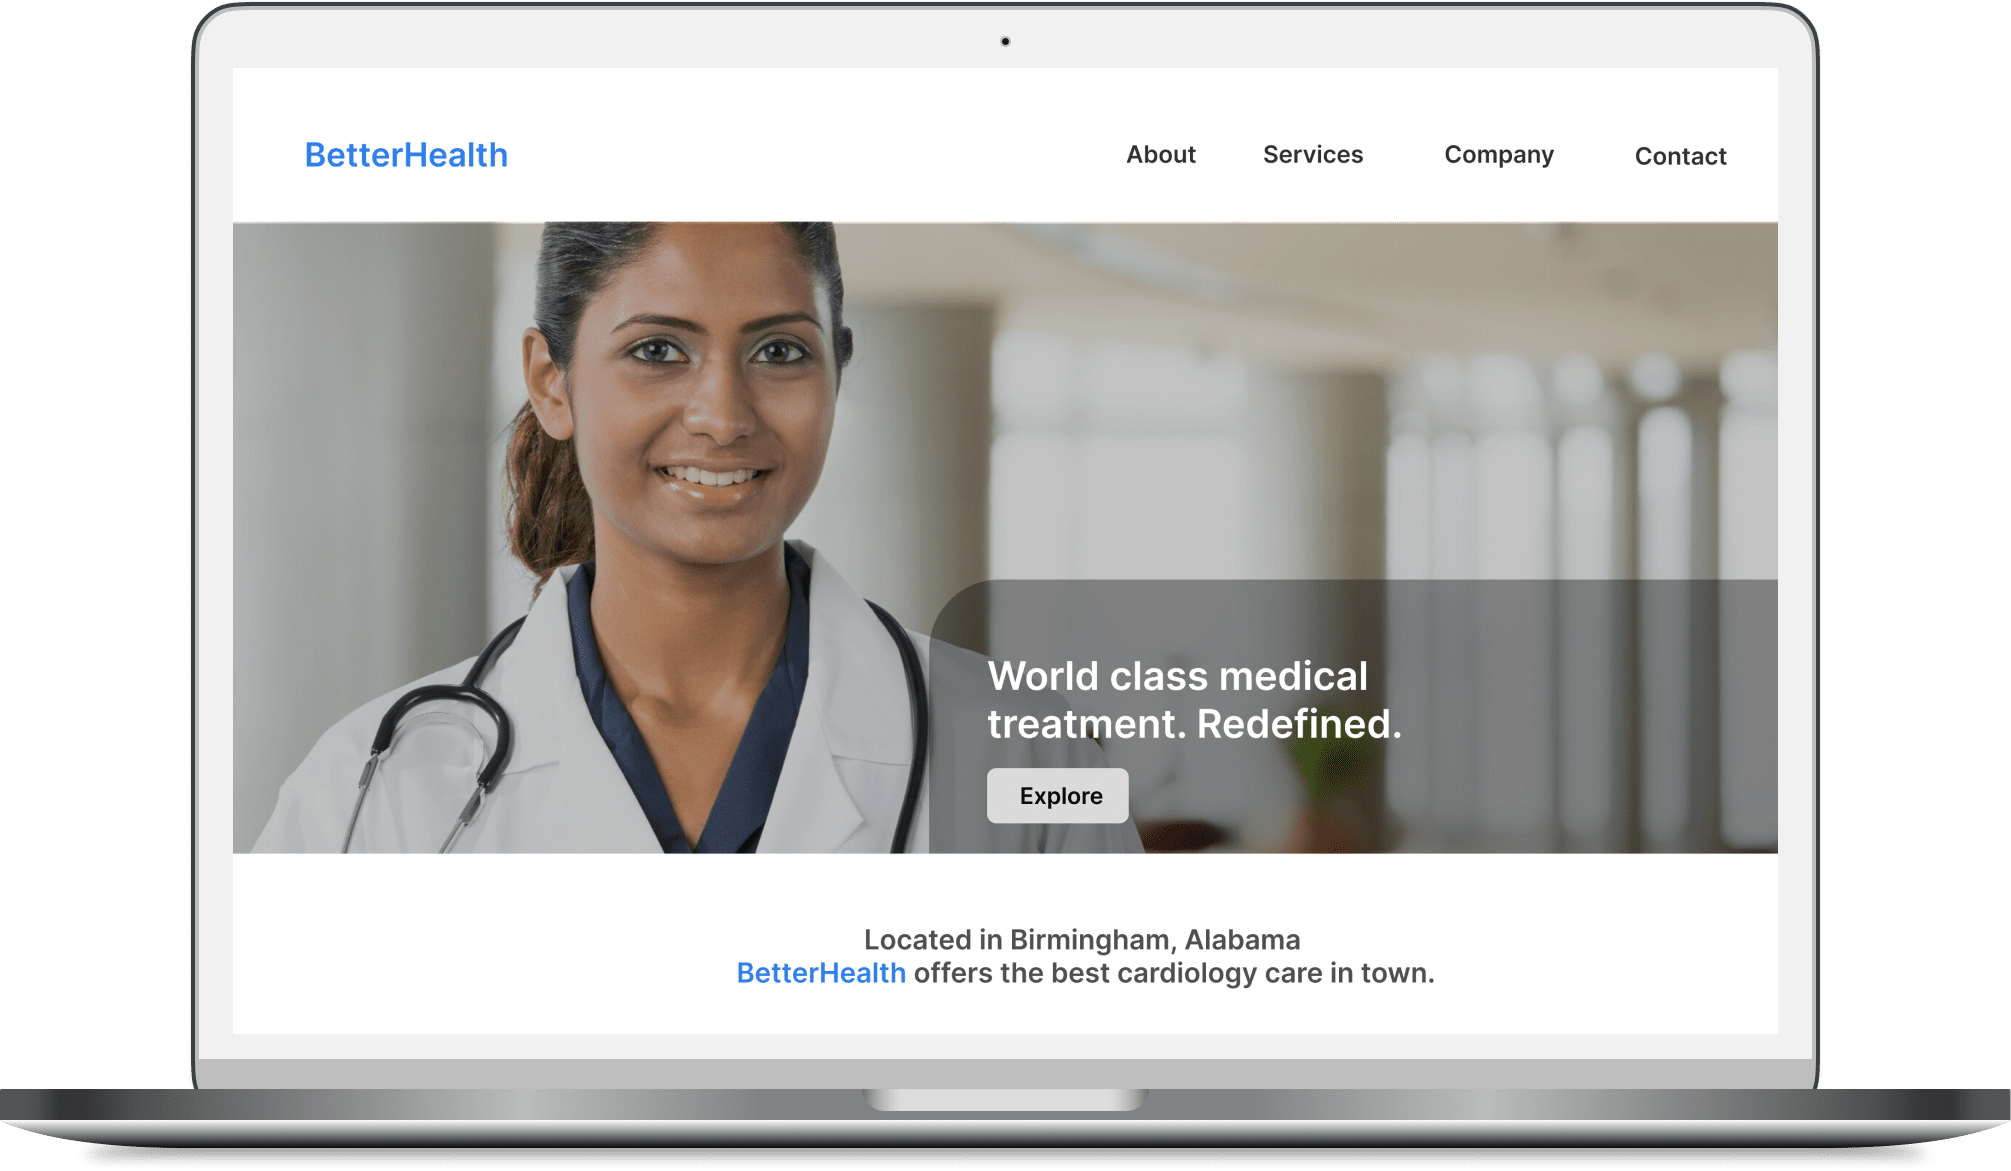 BetterHealth
About
Services
Company
Contact
World class medical
treatment. Redefined.
Explore
Located in Birmingham, Alabama
BetterHealth offers the best cardiology care in town.